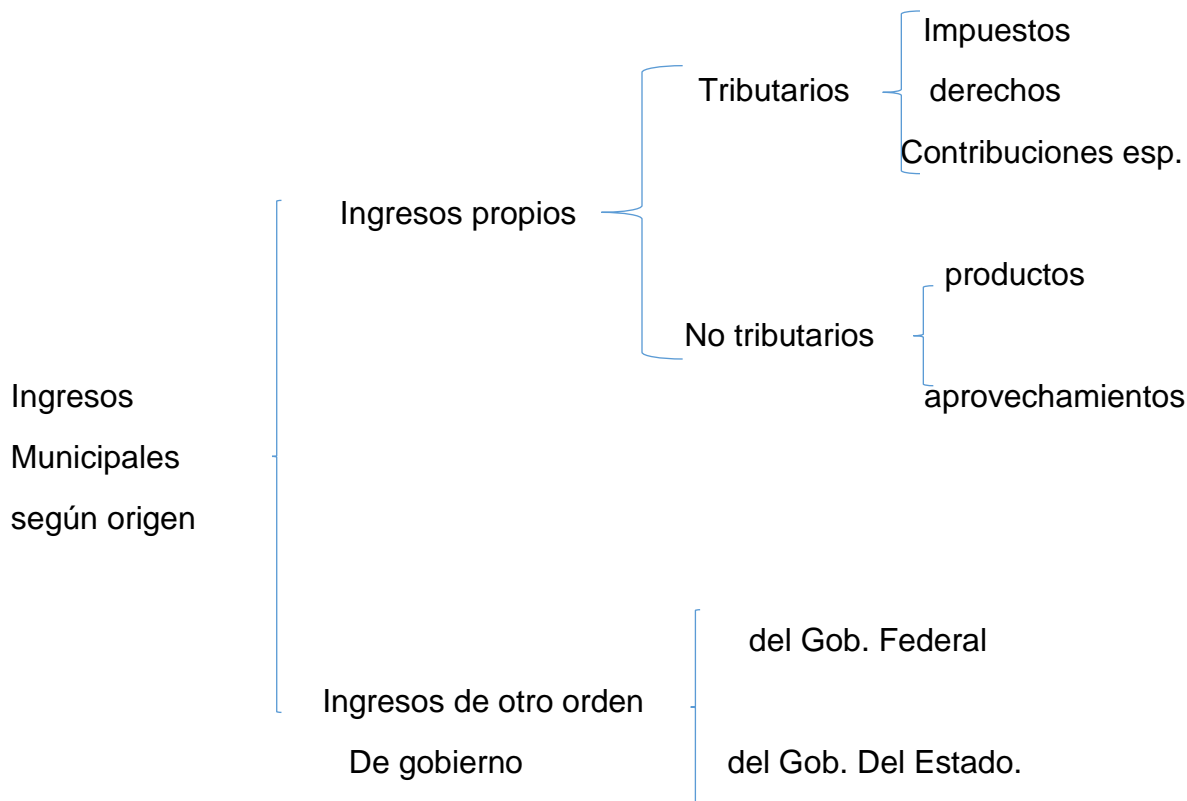 Impuestos
Tributarios derechos
Contribuciones esp.
Ingresos propios
productos
No tributarios
Ingresos aprovechamientos
Municipales
según origen
del Gob. Federal
Ingresos de otro orden
De gobierno del Gob. Del Estado.